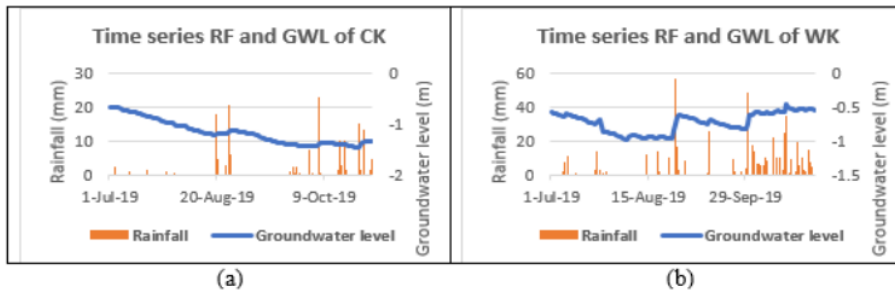 Time series RF and GWL of CK
Rainfall (mm)
30
20
10
0
0
-1
-2
Groundwater level (m)
1-Jul-19 20-Aug-19 9-Oct-19
Rainfall Groundwater level
(a)
Time series RF and GWL of WK
Rainfall (mm)
60
40
20
0
0
-0.5
-1
-1.5
Groundwater level (m)
1-Jul-19 15-Aug-19 29-Sep-19
Rainfall Groundwater level
(b)